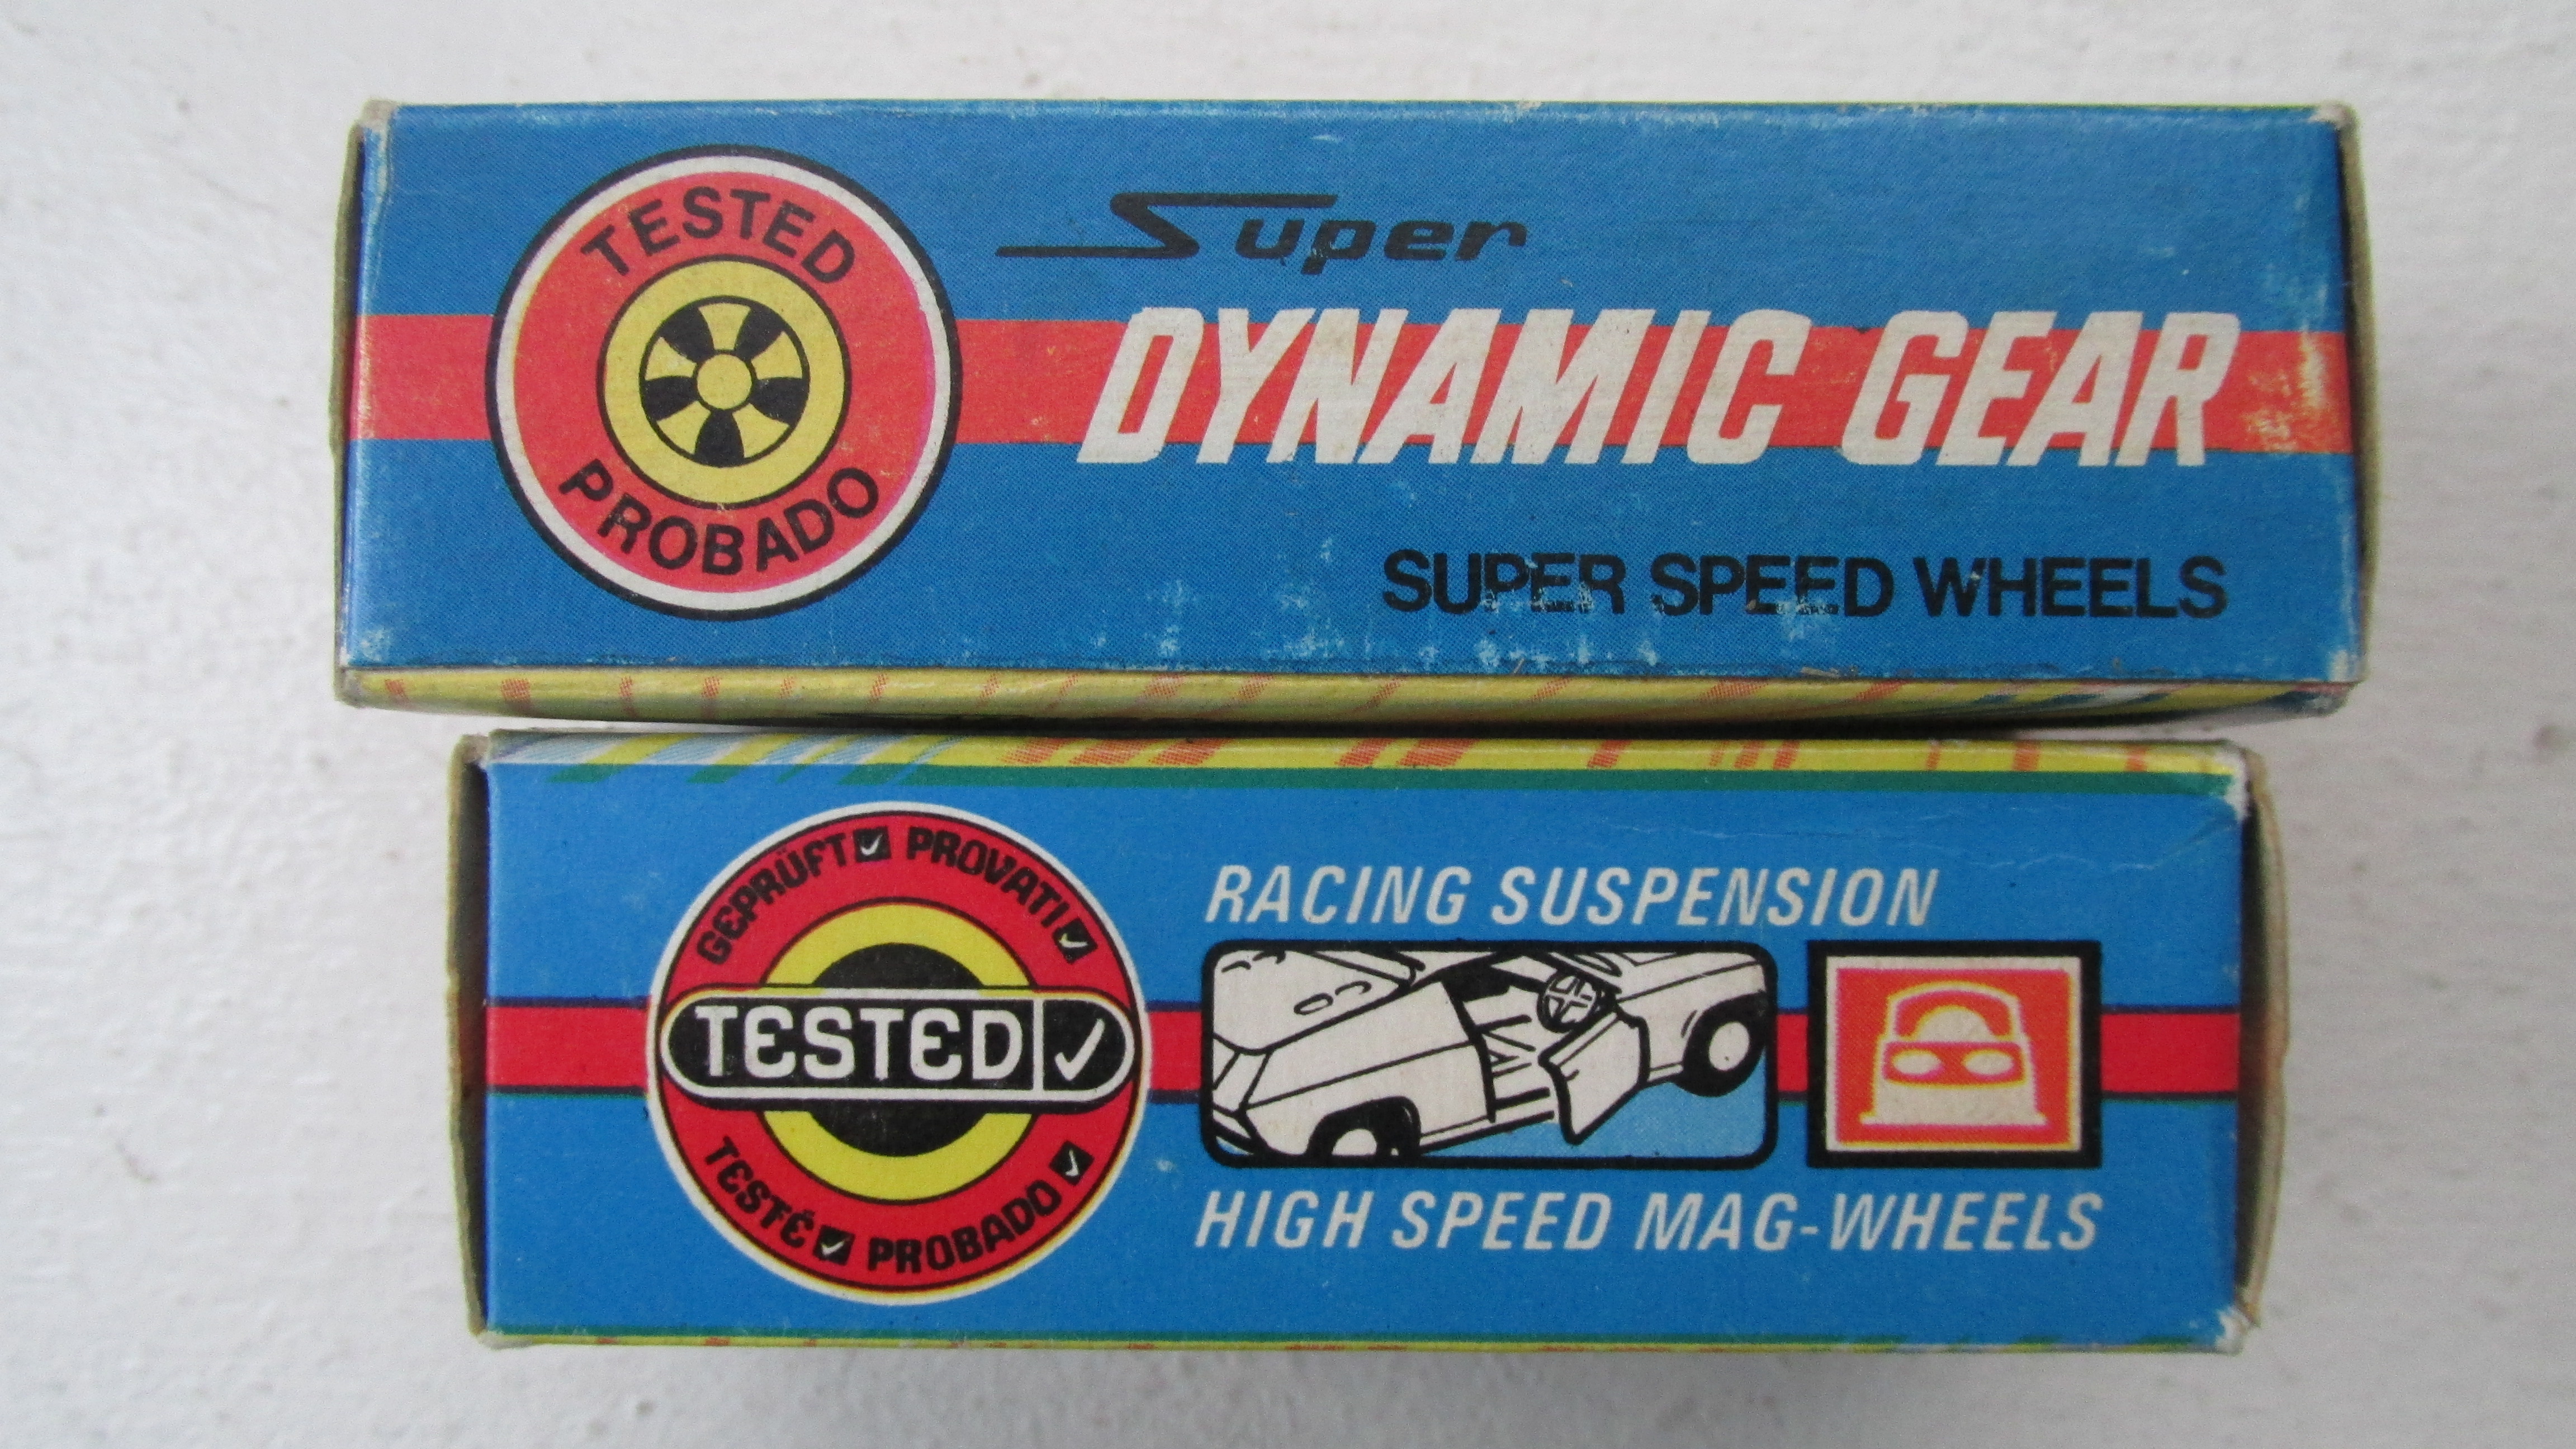 TESTED
PROBADO
Super
DYNAMIC GEAR
SUPER SPEED WHEELS
GEPRÜFT PROVATI
TESTED
TESTÉ PROBADO
RACING SUSPENSION
HIGH SPEED MAG-WHEELS